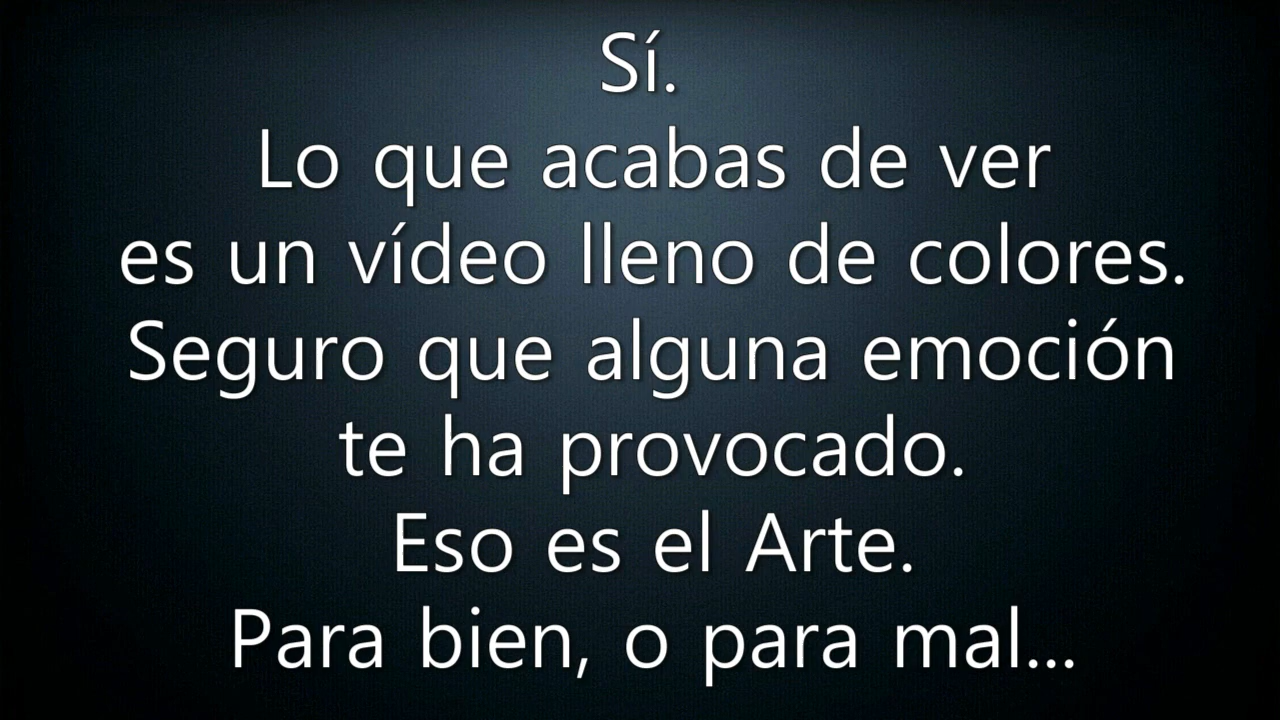 Sí.
Lo que acabas de ver
es un vídeo lleno de colores.
Seguro que alguna emoción
te ha provocado.
Eso es el Arte.
Para bien, o para mal...